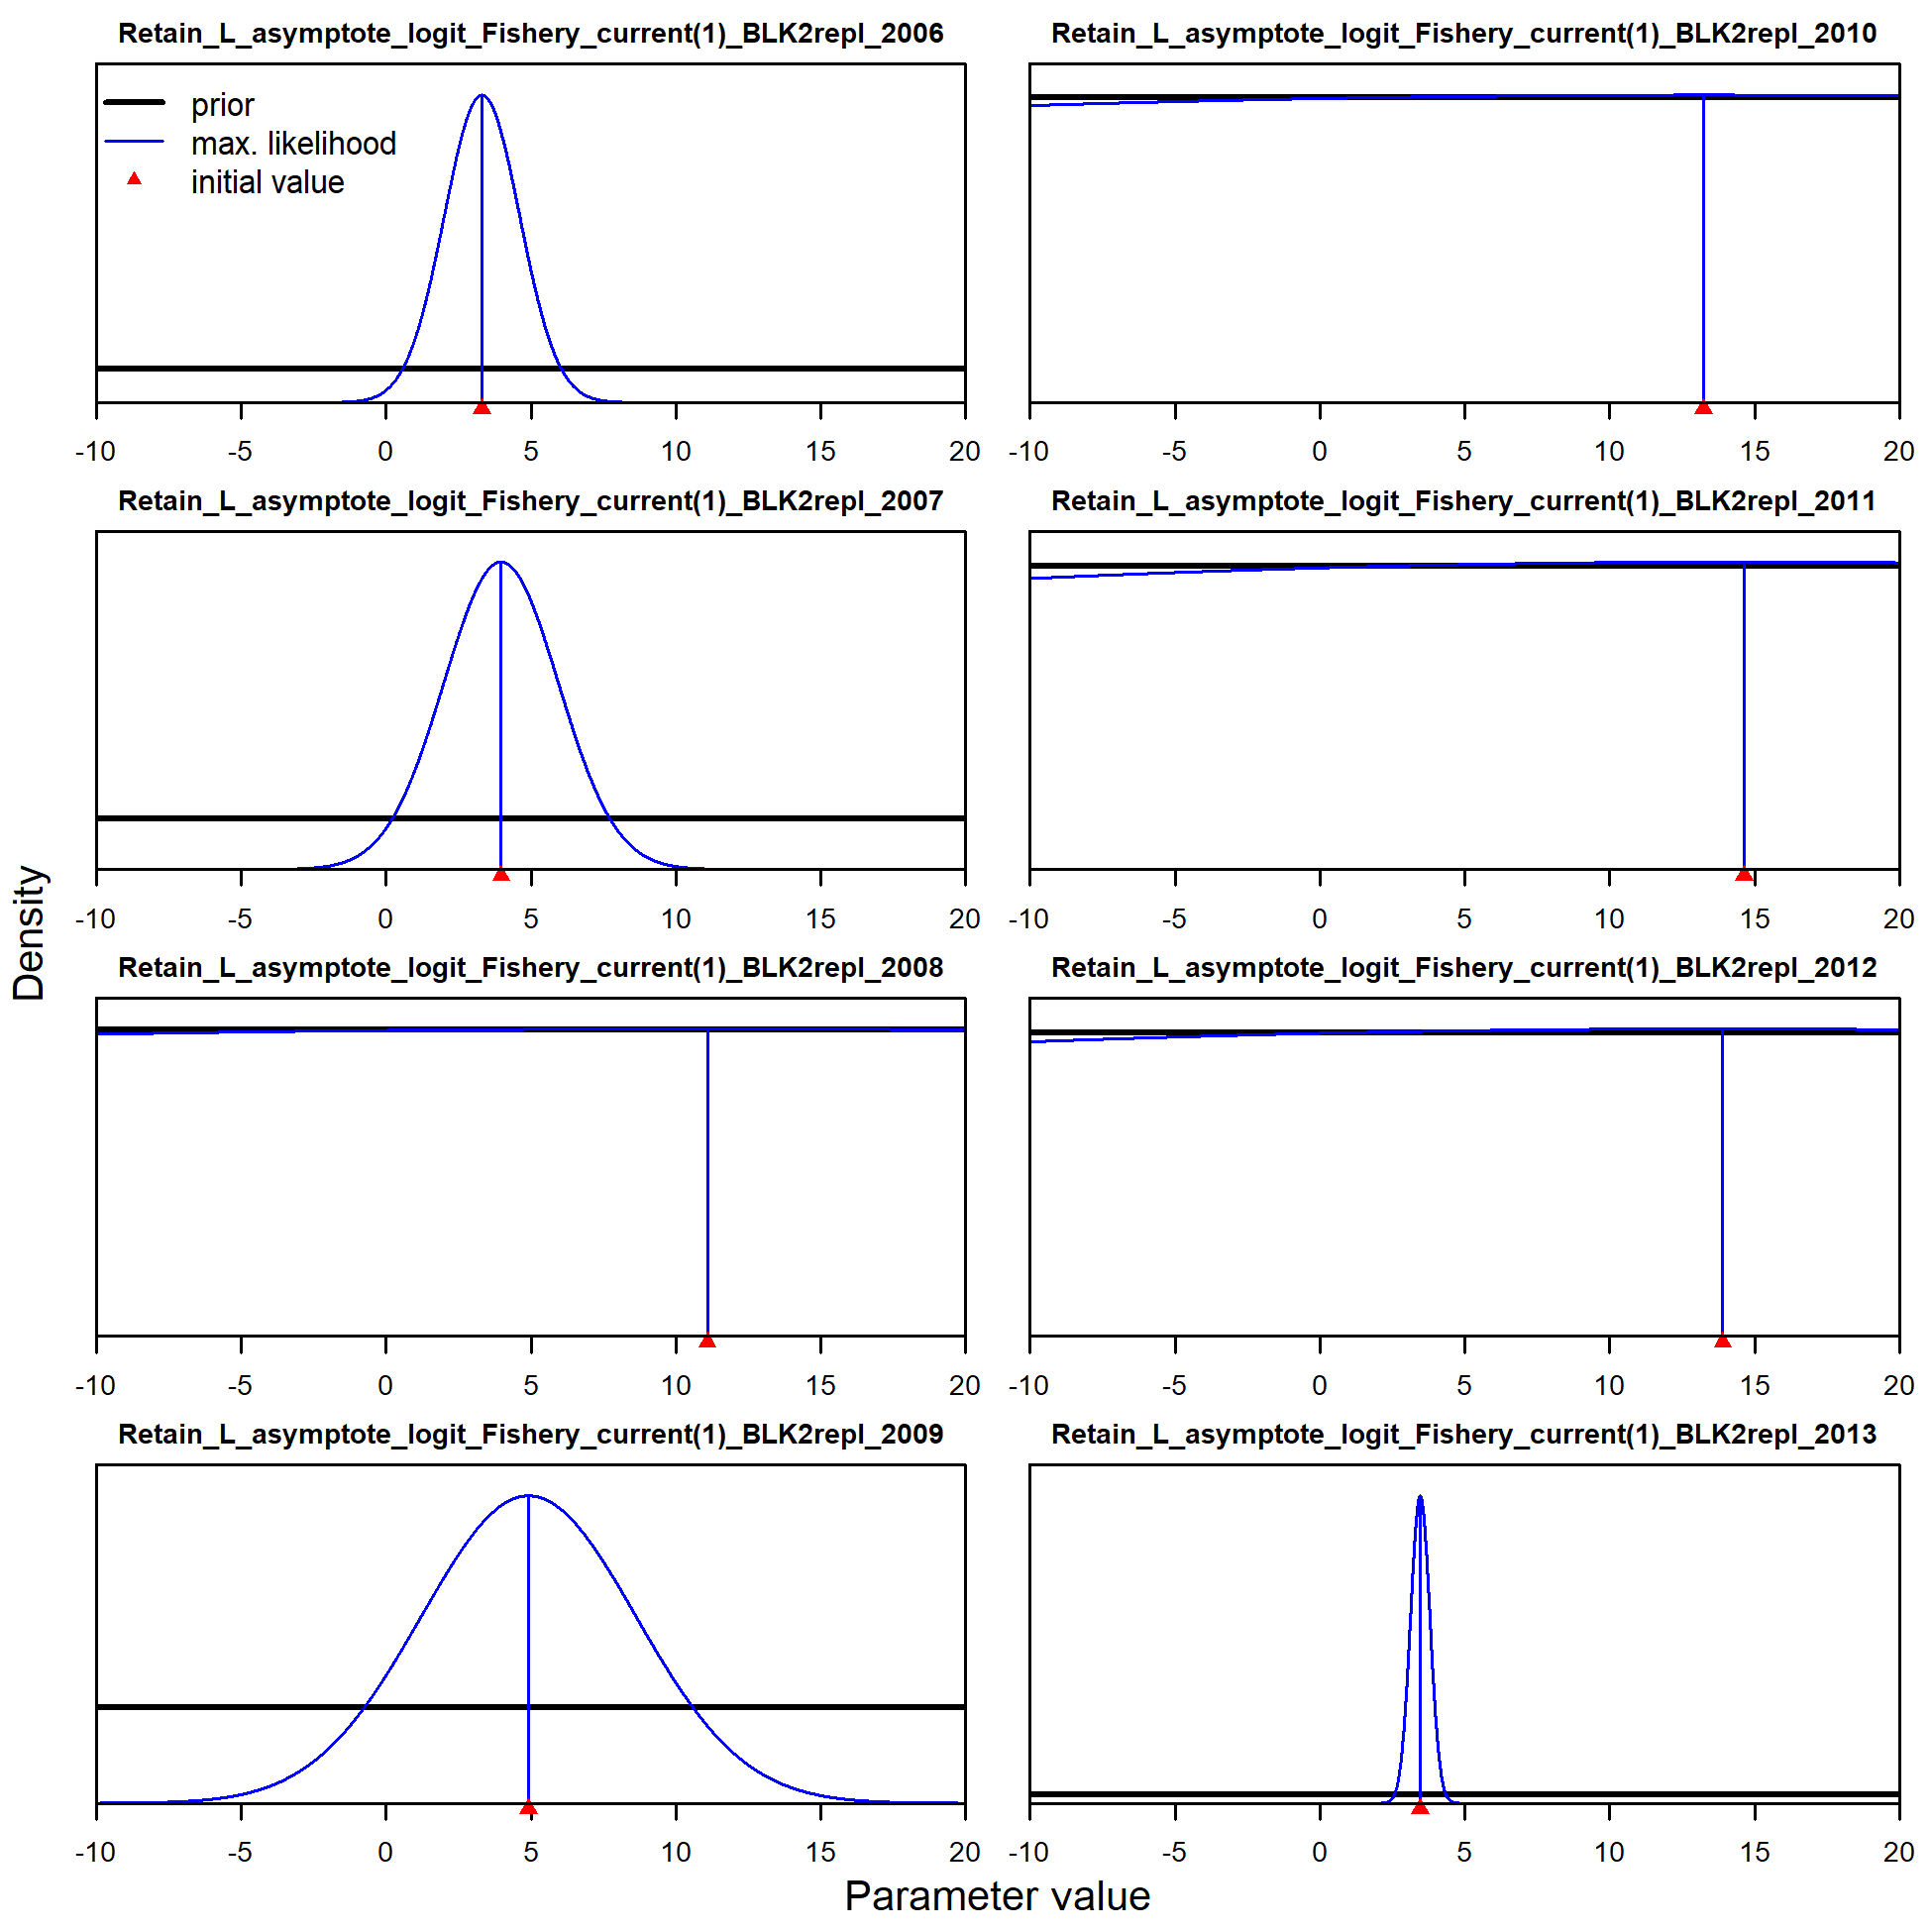 Retain_L_asymptote_logit_Fishery_current(1)_BLK2repl_2006
prior
max. likelihood
initial value
-10 -5 0 5 10 15 20
Retain_L_asymptote_logit_Fishery_current(1)_BLK2repl_2007
-10 -5 0 5 10 15 20
Retain_L_asymptote_logit_Fishery_current(1)_BLK2repl_2008
-10 -5 0 5 10 15 20
Retain_L_asymptote_logit_Fishery_current(1)_BLK2repl_2009
-10 -5 0 5 10 15 20
Retain_L_asymptote_logit_Fishery_current(1)_BLK2repl_2010
-10 -5 0 5 10 15 20
Retain_L_asymptote_logit_Fishery_current(1)_BLK2repl_2011
-10 -5 0 5 10 15 20
Retain_L_asymptote_logit_Fishery_current(1)_BLK2repl_2012
-10 -5 0 5 10 15 20
Retain_L_asymptote_logit_Fishery_current(1)_BLK2repl_2013
-10 -5 0 5 10 15 20
Density
Parameter value